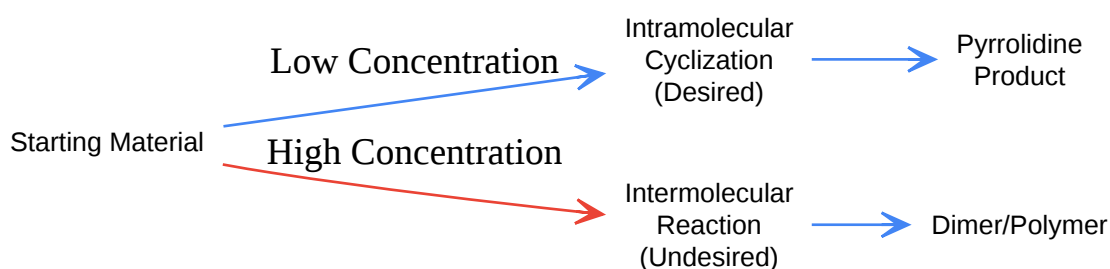 Starting Material
Low Concentration
High Concentration
Intramolecular
Cyclization
(Desired)
Pyrrolidine
Product
Intermolecular
Reaction
(Undesired)
Dimer/Polymer